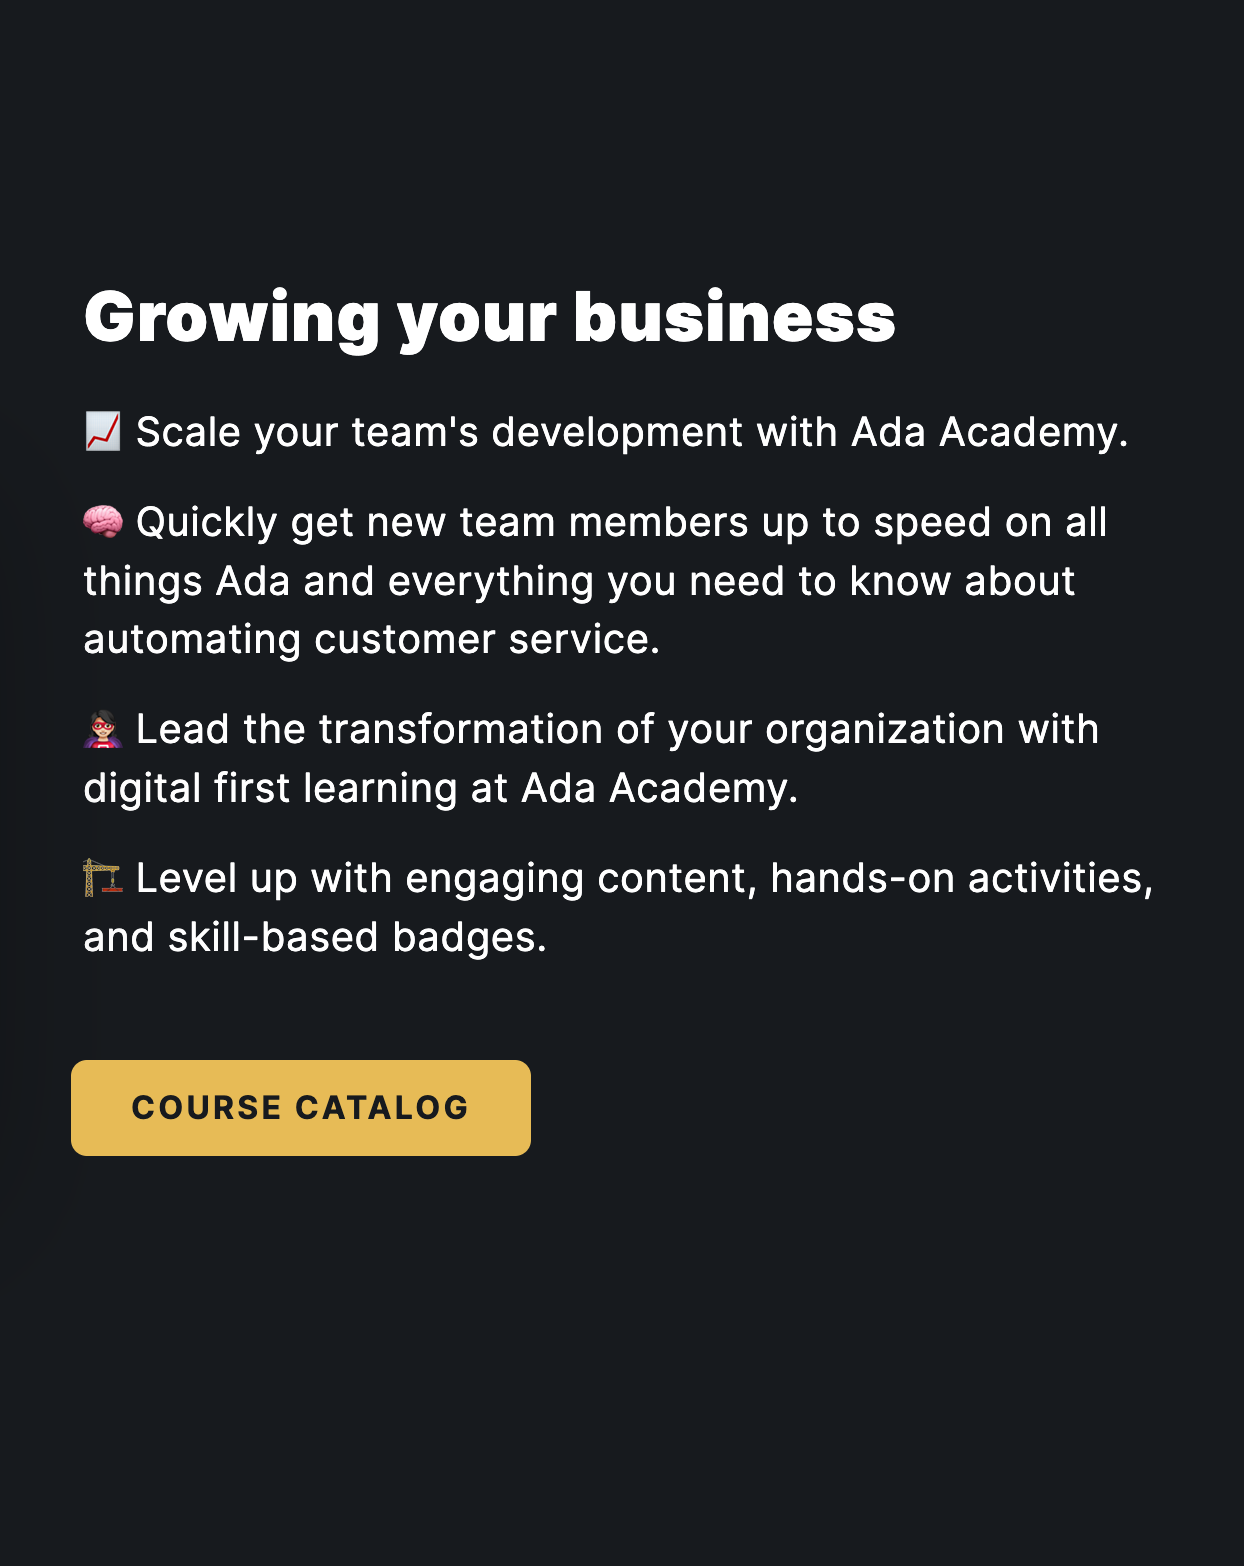 Growing your business
📈 Scale your team's development with Ada Academy.
🧠 Quickly get new team members up to speed on all
things Ada and everything you need to know about
automating customer service.
🦸🏻‍♀️ Lead the transformation of your organization with
digital first learning at Ada Academy.
🏗️ Level up with engaging content, hands-on activities,
and skill-based badges.
COURSE CATALOG